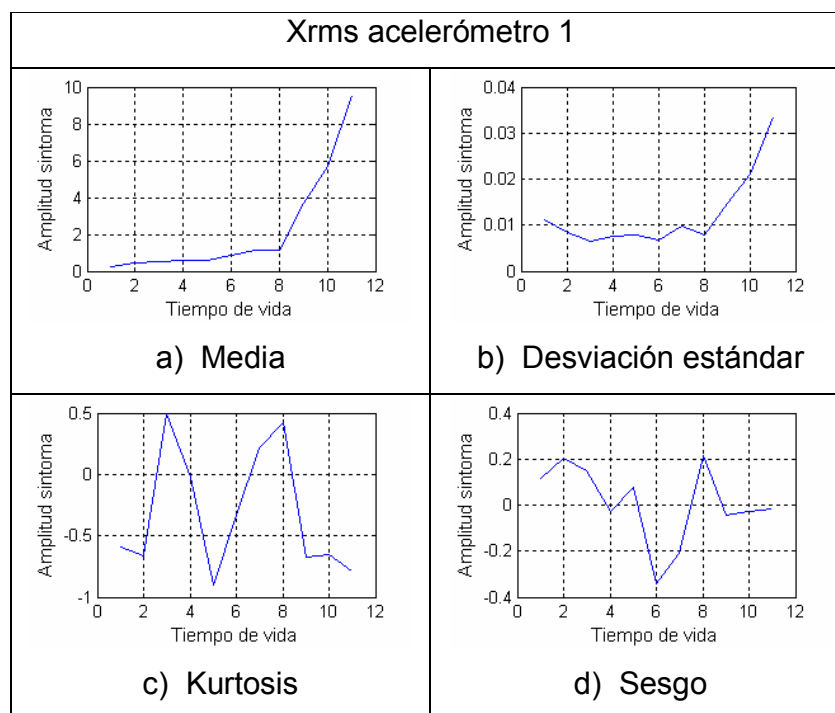 Xrms acelerómetro 1
10
8
6
4
2
0
Amplitud sintoma
0 2 4 6 8 10 12
Tiempo de vida
a) Media
0.04
0.03
0.02
0.01
0
Amplitud sintoma
0 2 4 6 8 10 12
Tiempo de vida
b) Desviación estándar
0.5
0
-0.5
-1
Amplitud sintoma
0 2 4 6 8 10 12
Tiempo de vida
c) Kurtosis
0.4
0.2
0
-0.2
-0.4
Amplitud sintoma
0 2 4 6 8 10 12
Tiempo de vida
d) Sesgo